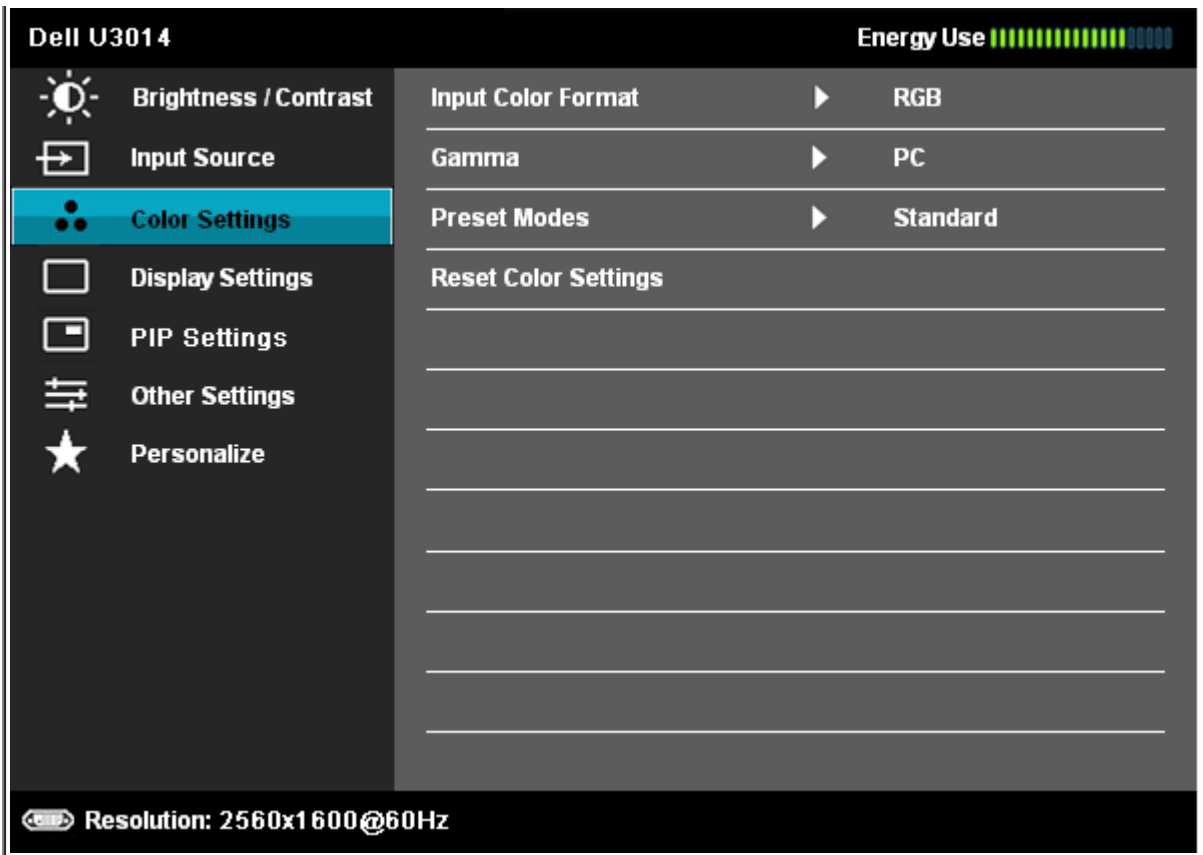 Dell U3014
Energy Use
Brightness / Contrast
Input Source
Color Settings
Display Settings
PIP Settings
Other Settings
Personalize
Input Color Format RGB
Gamma PC
Preset Modes Standard
Reset Color Settings
Resolution: 2560x1600@60Hz